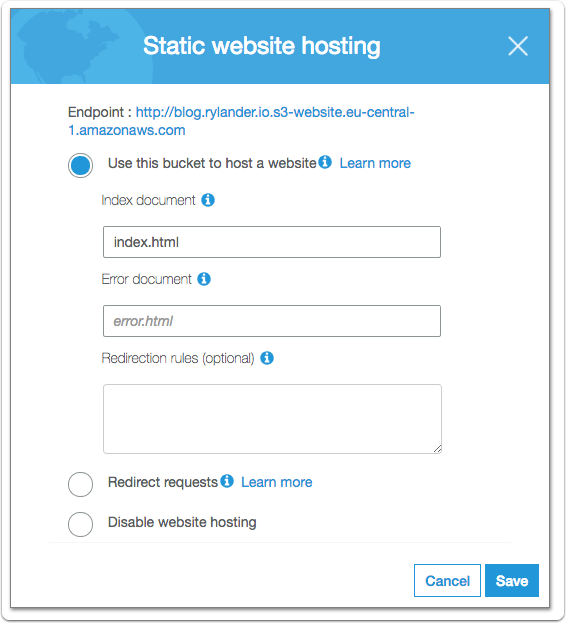 Static website hosting
Endpoint : http://blog.rylander.io.s3-website.eu-central-
1.amazonaws.com
Use this bucket to host a website Learn more
Index document
index.html
Error document
error.html
Redirection rules (optional)
Redirect requests Learn more
Disable website hosting
Cancel Save